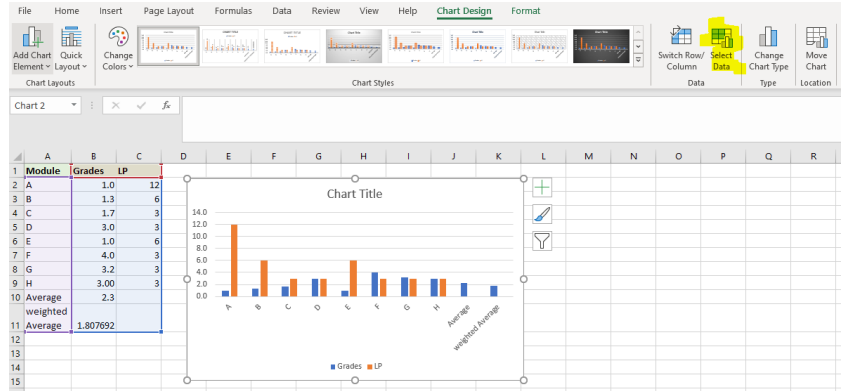 File Home Insert Page Layout Formulas Data Review View Help Chart Design Format
Add Chart Quick Change Switch Row/ Select Change Move
Element Layout Colors Column Data Chart Type Chart
Chart Layouts Chart Styles Data Type Location
Chart 2 fx
A B C D E F G H I J K L M N O P Q R
1 Module Grades LP
2 A 1.0 12
3 B 1.3 6
4 C 1.7 3
5 D 3.0 3
6 E 1.0 6
7 F 4.0 3
8 G 3.2 3
9 H 3.00 3
10 Average 2.3
weighted
11 Average 1.807692
12
13
14
15
Chart Title
14.0
12.0
10.0
8.0
6.0
4.0
2.0
0.0
A B C D E F G H Average weighted Average
Grades LP